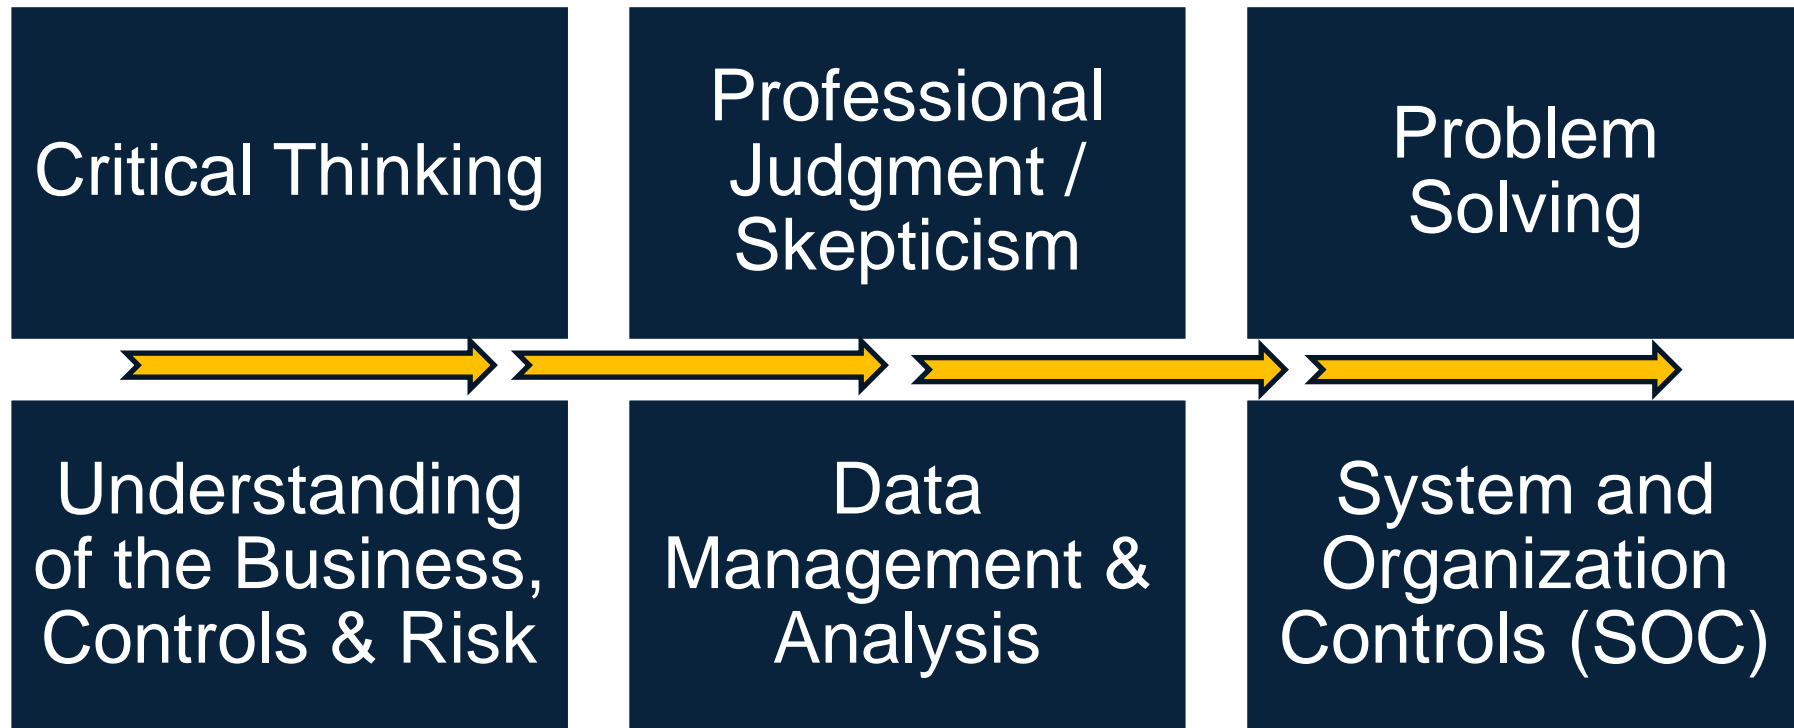 Critical Thinking
Professional
Judgment /
Skepticism
Problem
Solving
Understanding
of the Business,
Controls & Risk
Data
Management &
Analysis
System and
Organization
Controls (SOC)